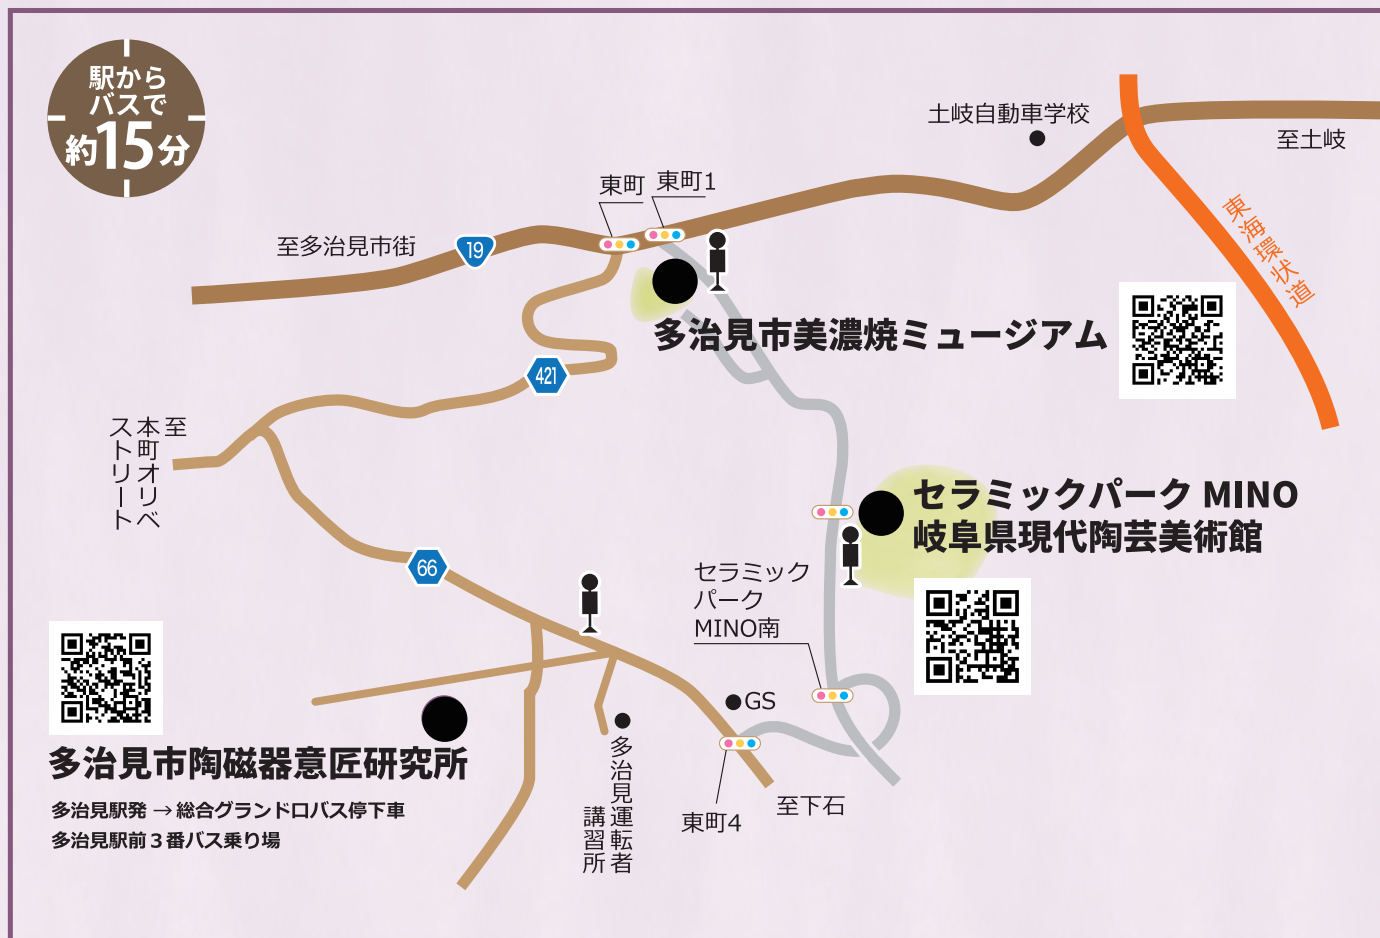 駅から
バスで
約15分
土岐自動車学校
至土岐
東海環状道
東町
東町1
至多治見市街
19
多治見市美濃焼ミュージアム
421
至
本町オリベ
ストリート
セラミックパーク MINO
岐阜県現代陶芸美術館
66
セラミック
パーク
MINO南
GS
多治見市陶磁器意匠研究所
多治見駅発 → 総合グランド口バス停下車
多治見駅前３番バス乗り場
多治見運転者
講習所
東町4
至下石